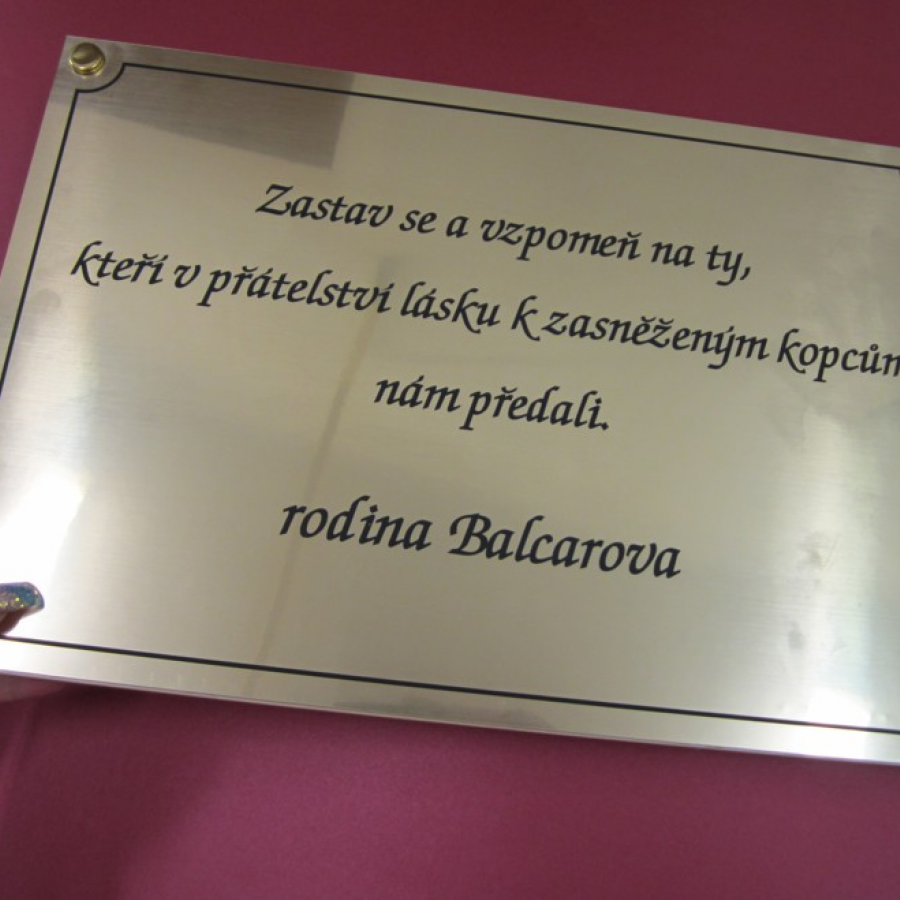 Zastav se a vzpomeň na ty,
kteří v přátelství lásku k zasněženým kopcům
nám předali.
rodina Balcarova